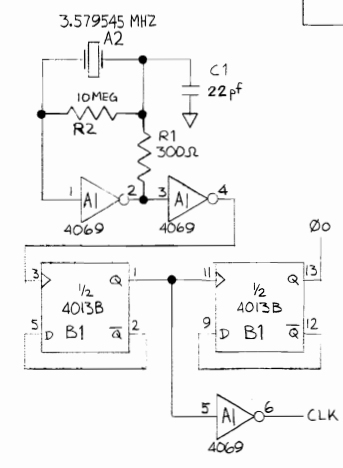 3.579545 MHZ
A2
C1
22pf
10MEG
R2
R1
300Ω
1 A1 2 3 A1 4
4069 4069
Ø0
3 Q 1 11 Q 13
1/2 1/2
4013B 4013B
5 D B1 Q̅ 2 9 D B1 Q̅ 12
5 A1 6 CLK
4069